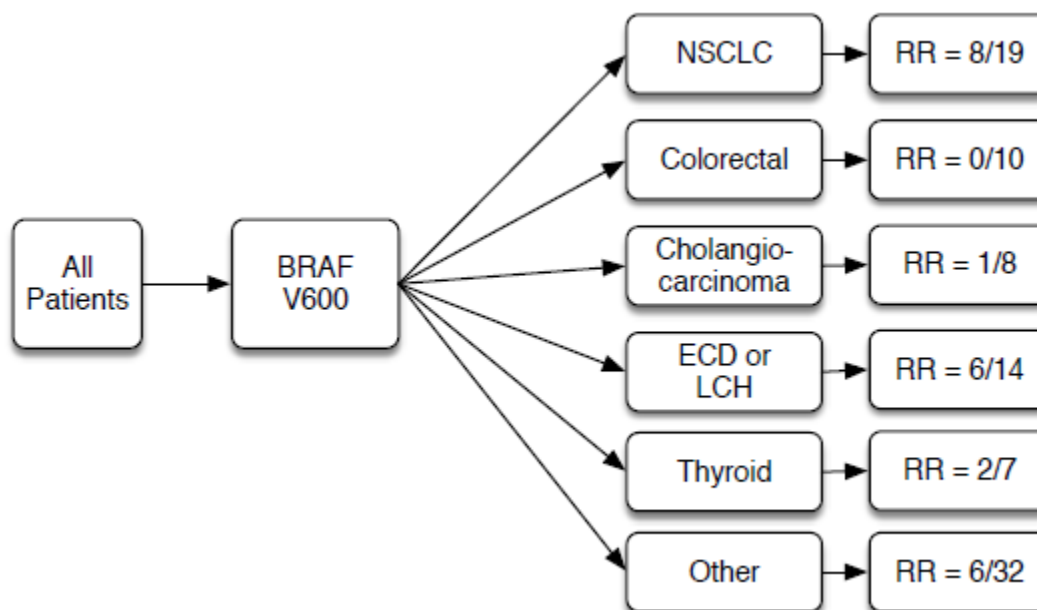 All
Patients
BRAF
V600
NSCLC
RR = 8/19
Colorectal
RR = 0/10
Cholangio-
carcinoma
RR = 1/8
ECD or
LCH
RR = 6/14
Thyroid
RR = 2/7
Other
RR = 6/32